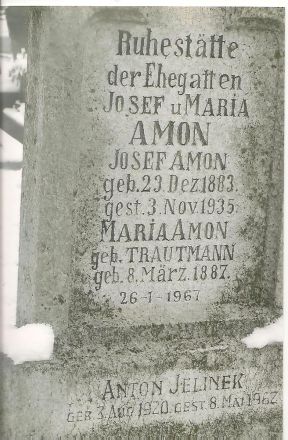 Ruhestätte
der Ehegatten
JOSEF u MARIA
AMON
JOSEF AMON
geb. 23. Dez. 1883.
gest. 3. Nov. 1935.
MARIA AMON
geb. TRAUTMANN
geb. 8. März. 1887.
26-1-1967
ANTON JELINEK
GEB. 3. AUG 1920. GEST. 8. MAI 1962